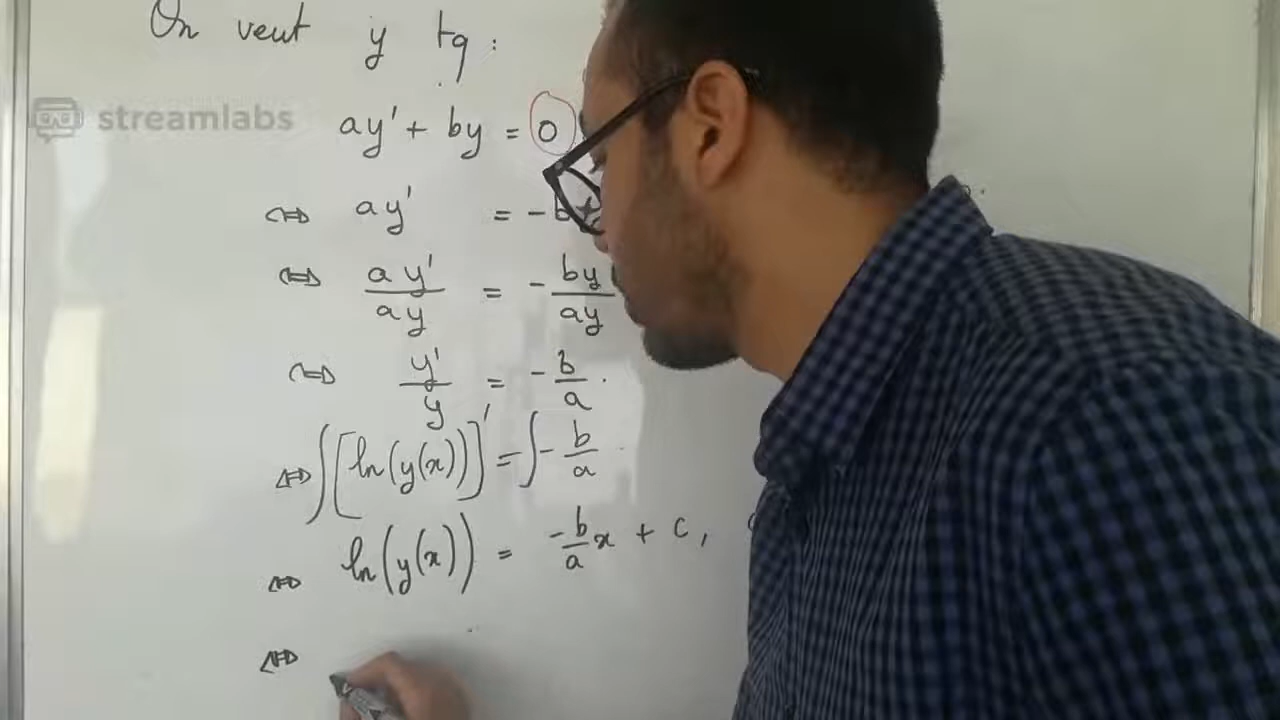 On veut y tq :
streamlabs
ay' + by = 0
⇔ ay' = - b
⇔ ay'/ay = - by/ay
⇔ y'/y = - b/a .
⇔ ∫[ln(y(x))]' = ∫ - b/a .
⇔ ln(y(x)) = - b/a x + c,
⇔